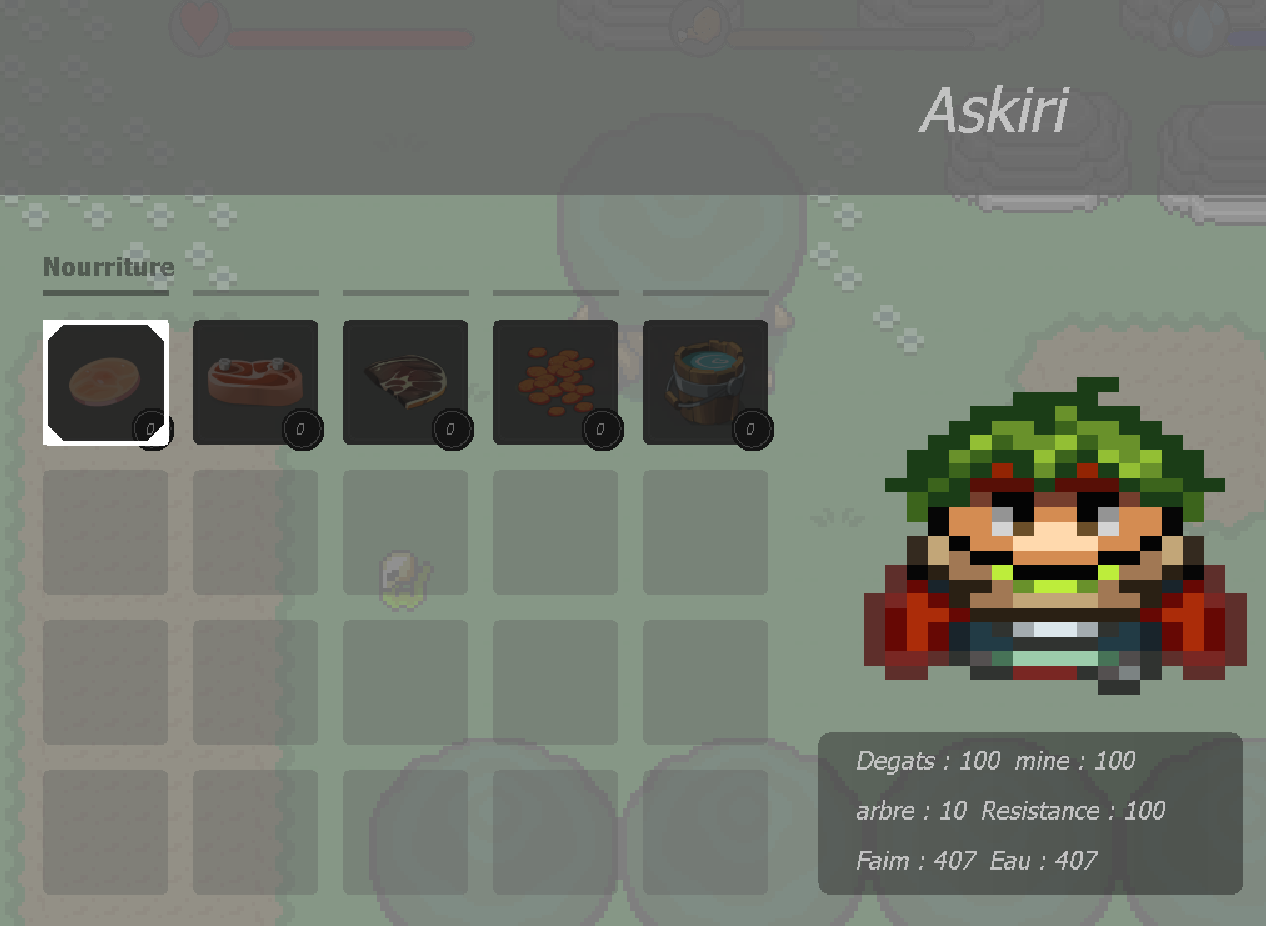 Askiri
Nourriture
0 0 0 0 0
Degats : 100 mine : 100
arbre : 10 Resistance : 100
Faim : 407 Eau : 407